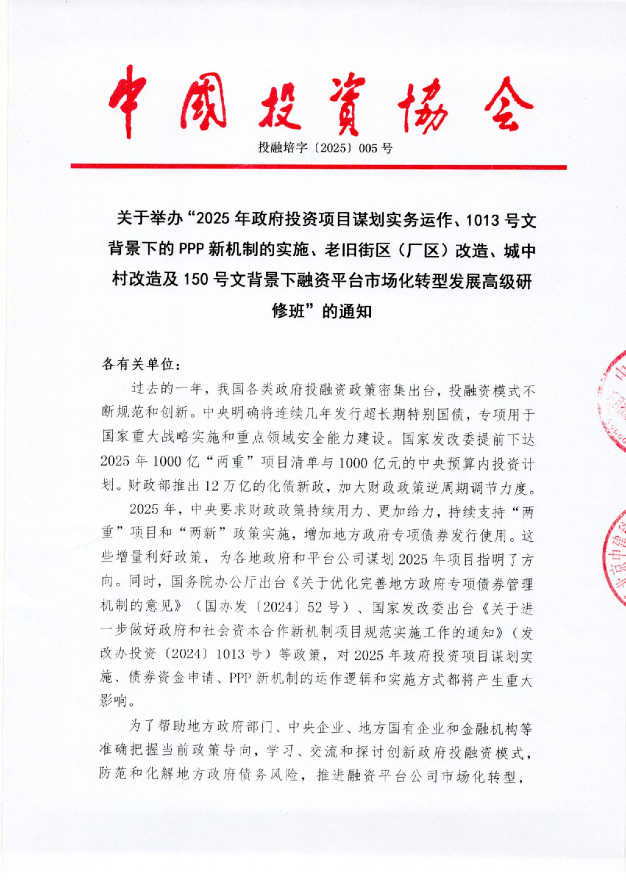 中國投資協会
投融培字〔2025〕005号
关于举办“2025年政府投资项目谋划实务运作、1013号文
背景下的PPP新机制的实施、老旧街区（厂区）改造、城中
村改造及150号文背景下融资平台市场化转型发展高级研
修班”的通知
各有关单位：
过去的一年，我国各类政府投融资政策密集出台，投融资模式不
断规范和创新。中央明确将连续几年发行超长期特别国债，专项用于
国家重大战略实施和重点领域安全能力建设。国家发改委提前下达
2025年1000亿“两重”项目清单与1000亿元的中央预算内投资计
划。财政部推出12万亿的化债新政，加大财政政策逆周期调节力度。
2025年，中央要求财政政策持续用力、更加给力，持续支持“两
重”项目和“两新”政策实施，增加地方政府专项债券发行使用。这
些增量利好政策，为各地政府和平台公司谋划2025年项目指明了方
向。同时，国务院办公厅出台《关于优化完善地方政府专项债券管理
机制的意见》（国办发〔2024〕52号）、国家发改委出台《关于进
一步做好政府和社会资本合作新机制项目规范实施工作的通知》（发
改办投资〔2024〕1013号）等政策，对2025年政府投资项目谋划实
施、债券资金申请、PPP新机制的运作逻辑和实施方式都将产生重大
影响。
为了帮助地方政府部门、中央企业、地方国有企业和金融机构等
准确把握当前政策导向，学习、交流和探讨创新政府投融资模式，
防范和化解地方政府债务风险，推进融资平台公司市场化转型，
中
北京中建